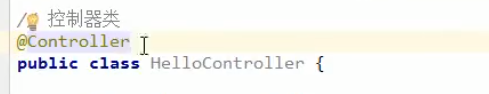 / 控制器类
@Controller
public class HelloController {